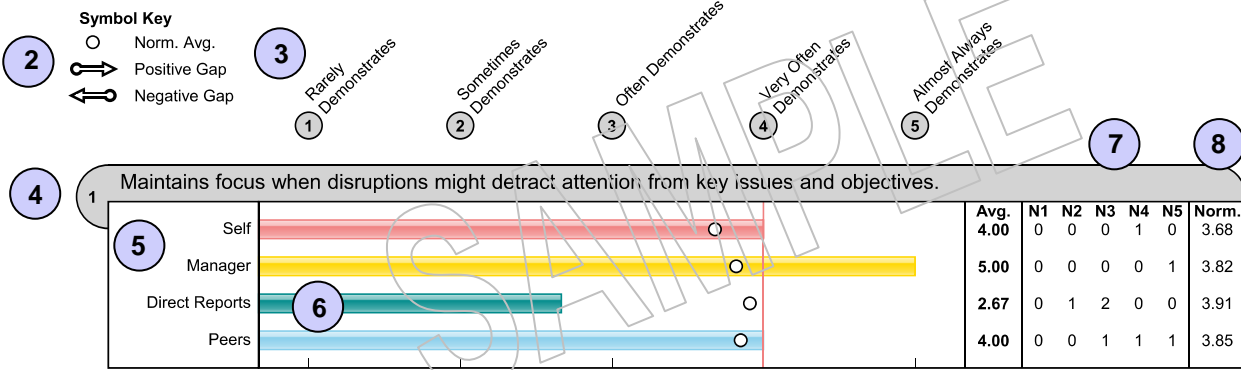 Symbol Key
Norm. Avg.
Positive Gap
Negative Gap
2
3
Rarely
Demonstrates
Sometimes
Demonstrates
Often Demonstrates
Very Often
Demonstrates
Almost Always
Demonstrates
1
2
3
4
5
7
8
4
1
Maintains focus when disruptions might detract attention from key issues and objectives.
Avg. N1 N2 N3 N4 N5 Norm.
5
Self 4.00 0 0 0 1 0 3.68
Manager 5.00 0 0 0 0 1 3.82
6
Direct Reports 2.67 0 1 2 0 0 3.91
Peers 4.00 0 0 1 1 1 3.85
SAMPLE